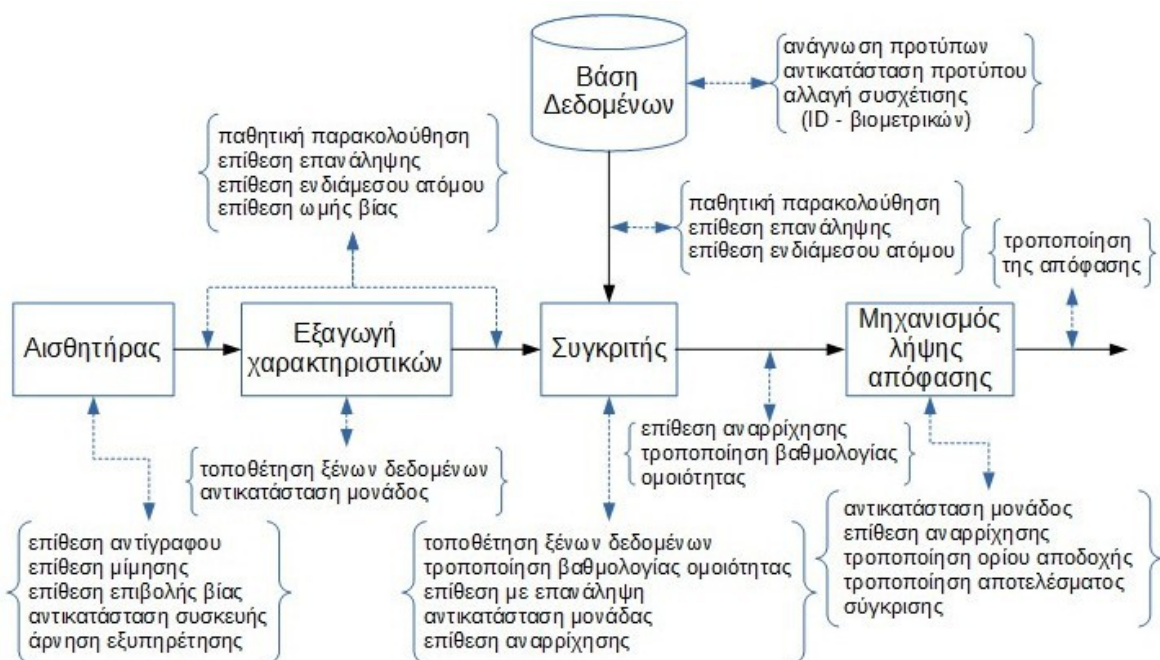 Βάση
Δεδομένων
ανάγνωση προτύπων
αντικατάσταση προτύπου
αλλαγή συσχέτισης
(ID - βιομετρικών)
παθητική παρακολούθηση
επίθεση επανάληψης
επίθεση ενδιάμεσου ατόμου
επίθεση ωμής βίας
παθητική παρακολούθηση
επίθεση επανάληψης
επίθεση ενδιάμεσου ατόμου
τροποποίηση
της απόφασης
Αισθητήρας
Εξαγωγή
χαρακτηριστικών
Συγκριτής
Μηχανισμός
λήψης
απόφασης
τοποθέτηση ξένων δεδομένων
αντικατάσταση μονάδος
επίθεση αναρρίχησης
τροποποίηση βαθμολογίας
ομοιότητας
επίθεση αντίγραφου
επίθεση μίμησης
επίθεση επιβολής βίας
αντικατάσταση συσκευής
άρνηση εξυπηρέτησης
τοποθέτηση ξένων δεδομένων
τροποποίηση βαθμολογίας ομοιότητας
επίθεση με επανάληψη
αντικατάσταση μονάδας
επίθεση αναρρίχησης
αντικατάσταση μονάδος
επίθεση αναρρίχησης
τροποποίηση ορίου αποδοχής
τροποποίηση αποτελέσματος
σύγκρισης